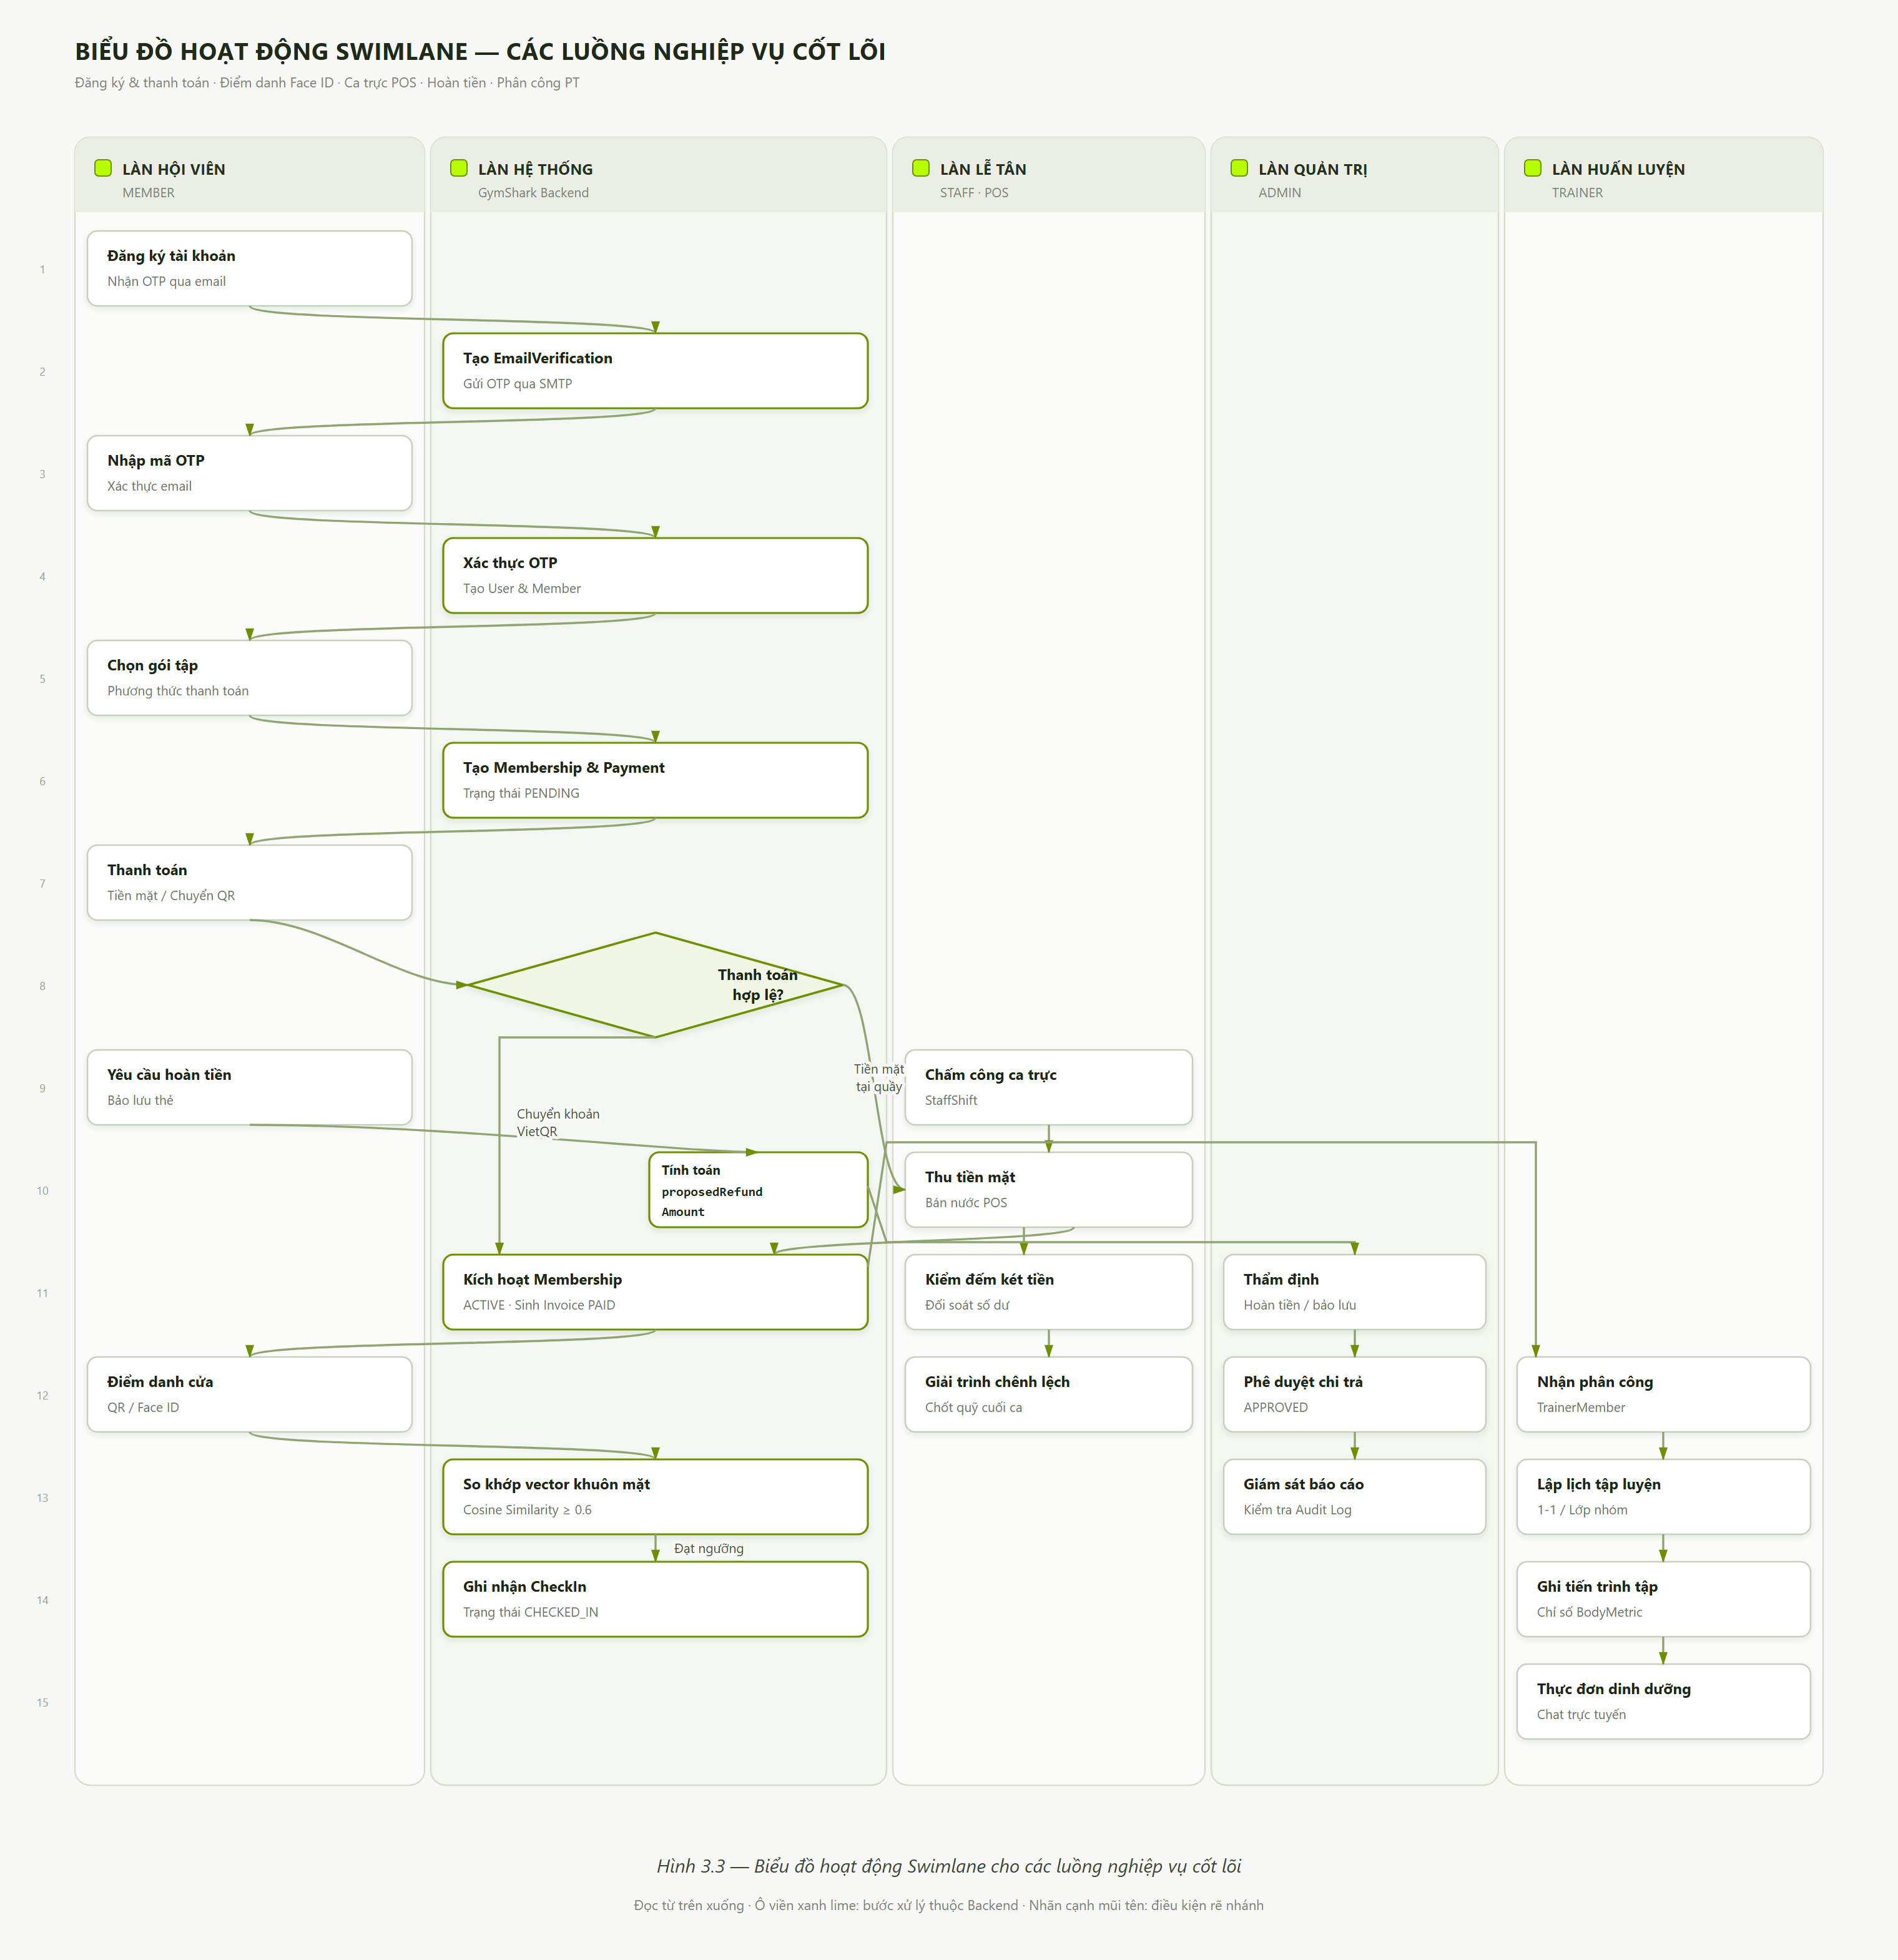 BIỂU ĐỒ HOẠT ĐỘNG SWIMLANE — CÁC LUỒNG NGHIỆP VỤ CỐT LÕI
Đăng ký & thanh toán · Điểm danh Face ID · Ca trực POS · Hoàn tiền · Phân công PT
LÀN HỘI VIÊN
MEMBER
LÀN HỆ THỐNG
GymShark Backend
LÀN LỄ TÂN
STAFF · POS
LÀN QUẢN TRỊ
ADMIN
LÀN HUẤN LUYỆN
TRAINER
1
Đăng ký tài khoản
Nhận OTP qua email
2
Tạo EmailVerification
Gửi OTP qua SMTP
3
Nhập mã OTP
Xác thực email
4
Xác thực OTP
Tạo User & Member
5
Chọn gói tập
Phương thức thanh toán
6
Tạo Membership & Payment
Trạng thái PENDING
7
Thanh toán
Tiền mặt / Chuyển QR
8
Thanh toán
hợp lệ?
9
Yêu cầu hoàn tiền
Bảo lưu thẻ
Chuyển khoản
VietQR
Tiền mặt
tại quầy
Chấm công ca trực
StaffShift
10
Tính toán
proposedRefund
Amount
Thu tiền mặt
Bán nước POS
11
Kích hoạt Membership
ACTIVE · Sinh Invoice PAID
Kiểm đếm két tiền
Đối soát số dư
Thẩm định
Hoàn tiền / bảo lưu
12
Điểm danh cửa
QR / Face ID
Giải trình chênh lệch
Chốt quỹ cuối ca
Phê duyệt chi trả
APPROVED
Nhận phân công
TrainerMember
13
So khớp vector khuôn mặt
Cosine Similarity ≥ 0.6
Giám sát báo cáo
Kiểm tra Audit Log
Lập lịch tập luyện
1-1 / Lớp nhóm
Đạt ngưỡng
14
Ghi nhận CheckIn
Trạng thái CHECKED_IN
Ghi tiến trình tập
Chỉ số BodyMetric
15
Thực đơn dinh dưỡng
Chat trực tuyến
Hình 3.3 — Biểu đồ hoạt động Swimlane cho các luồng nghiệp vụ cốt lõi
Đọc từ trên xuống · Ô viền xanh lime: bước xử lý thuộc Backend · Nhãn cạnh mũi tên: điều kiện rẽ nhánh